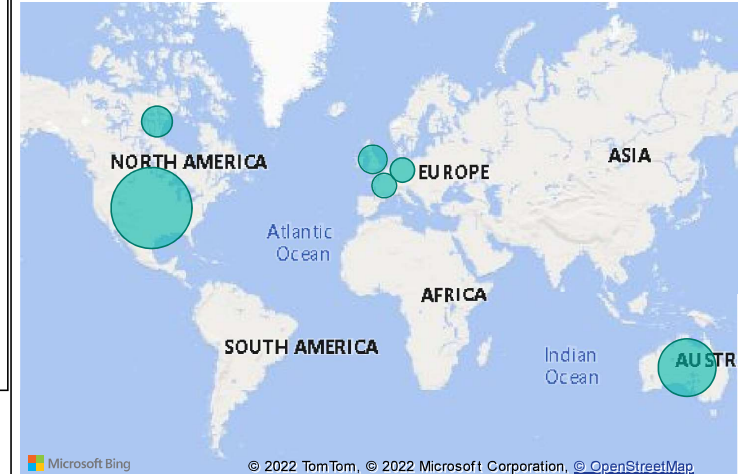 NORTH AMERICA
EUROPE
ASIA
Atlantic
Ocean
AFRICA
SOUTH AMERICA
Indian
Ocean
AUSTR
Microsoft Bing
© 2022 TomTom, © 2022 Microsoft Corporation, © OpenStreetMap